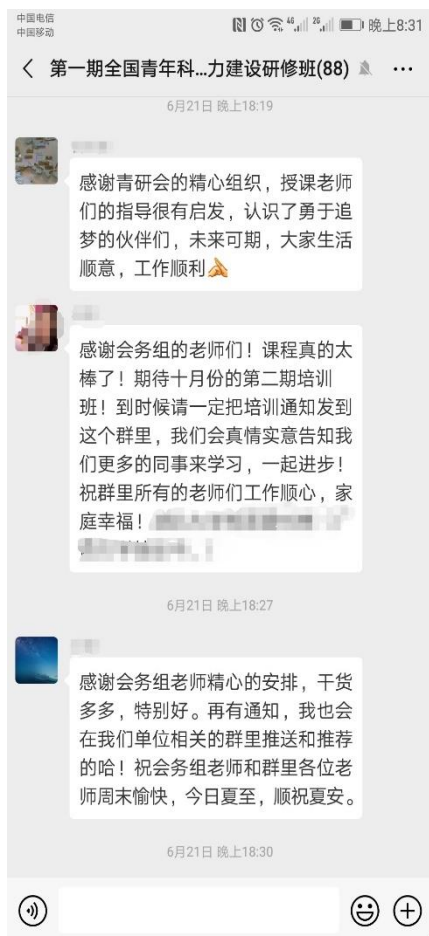 中国电信
中国移动
4G
2G
晚上8:31
第一期全国青年科...力建设研修班(88)
6月21日 晚上18:19
感谢青研会的精心组织，授课老师
们的指导很有启发，认识了勇于追
梦的伙伴们，未来可期，大家生活
顺意，工作顺利
感谢会务组的老师们！课程真的太
棒了！期待十月份的第二期培训
班！到时候请一定把培训通知发到
这个群里，我们会真情实意告知我
们更多的同事来学习，一起进步！
祝群里所有的老师们工作顺心，家
庭幸福！
6月21日 晚上18:27
感谢会务组老师精心的安排，干货
多多，特别好。再有通知，我也会
在我们单位相关的群里推送和推荐
的哈！祝会务组老师和群里各位老
师周末愉快，今日夏至，顺祝夏安。
6月21日 晚上18:30